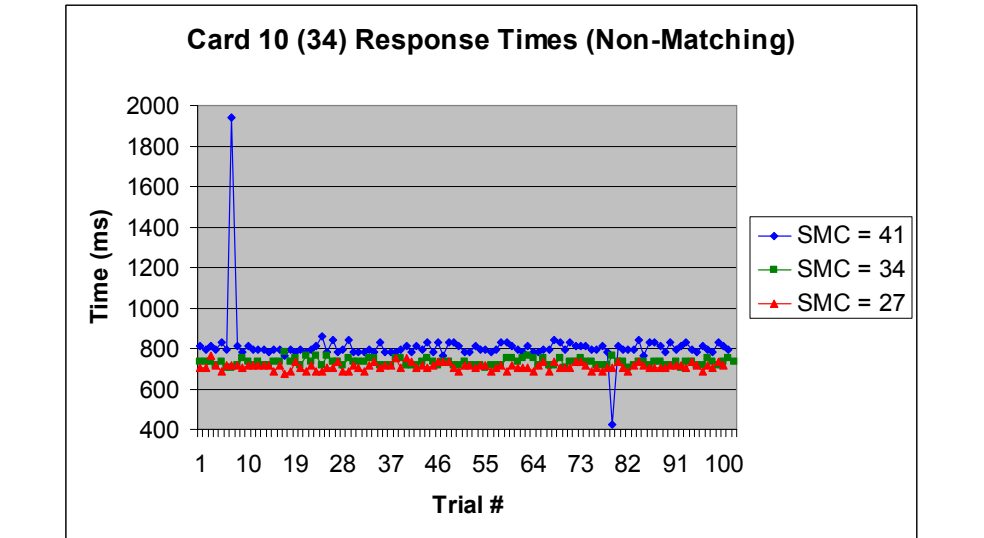 Card 10 (34) Response Times (Non-Matching)
2000
1800
1600
1400
1200
1000
800
600
400
Time (ms)
1 10 19 28 37 46 55 64 73 82 91 100
Trial #
SMC = 41
SMC = 34
SMC = 27